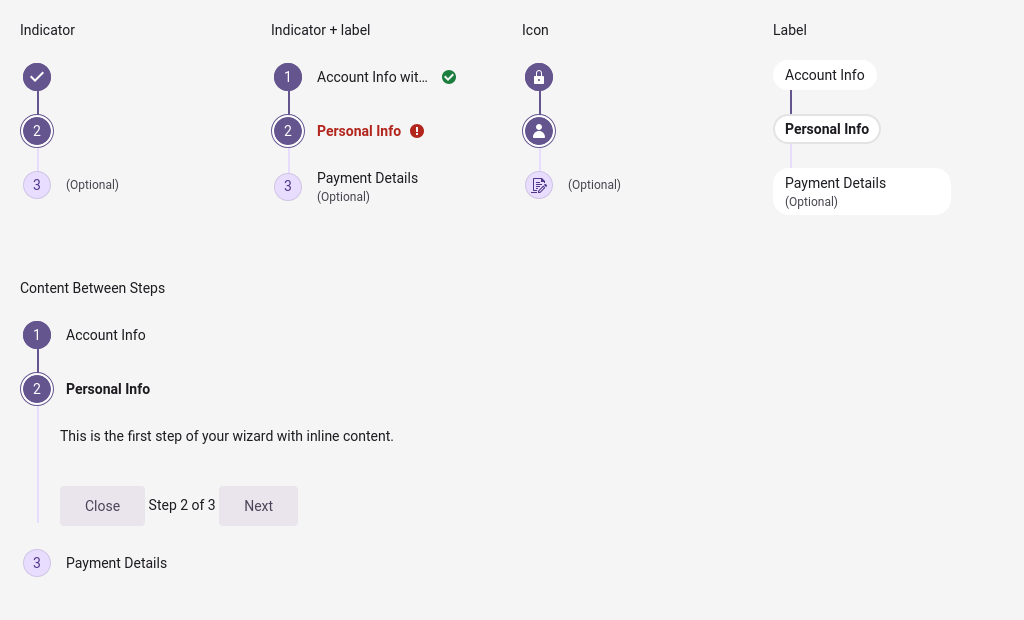 Indicator
2
3 (Optional)
Indicator + label
1 Account Info wit...
2 Personal Info
3 Payment Details
(Optional)
Icon
(Optional)
Label
Account Info
Personal Info
Payment Details
(Optional)
Content Between Steps
1 Account Info
2 Personal Info
This is the first step of your wizard with inline content.
Close Step 2 of 3 Next
3 Payment Details